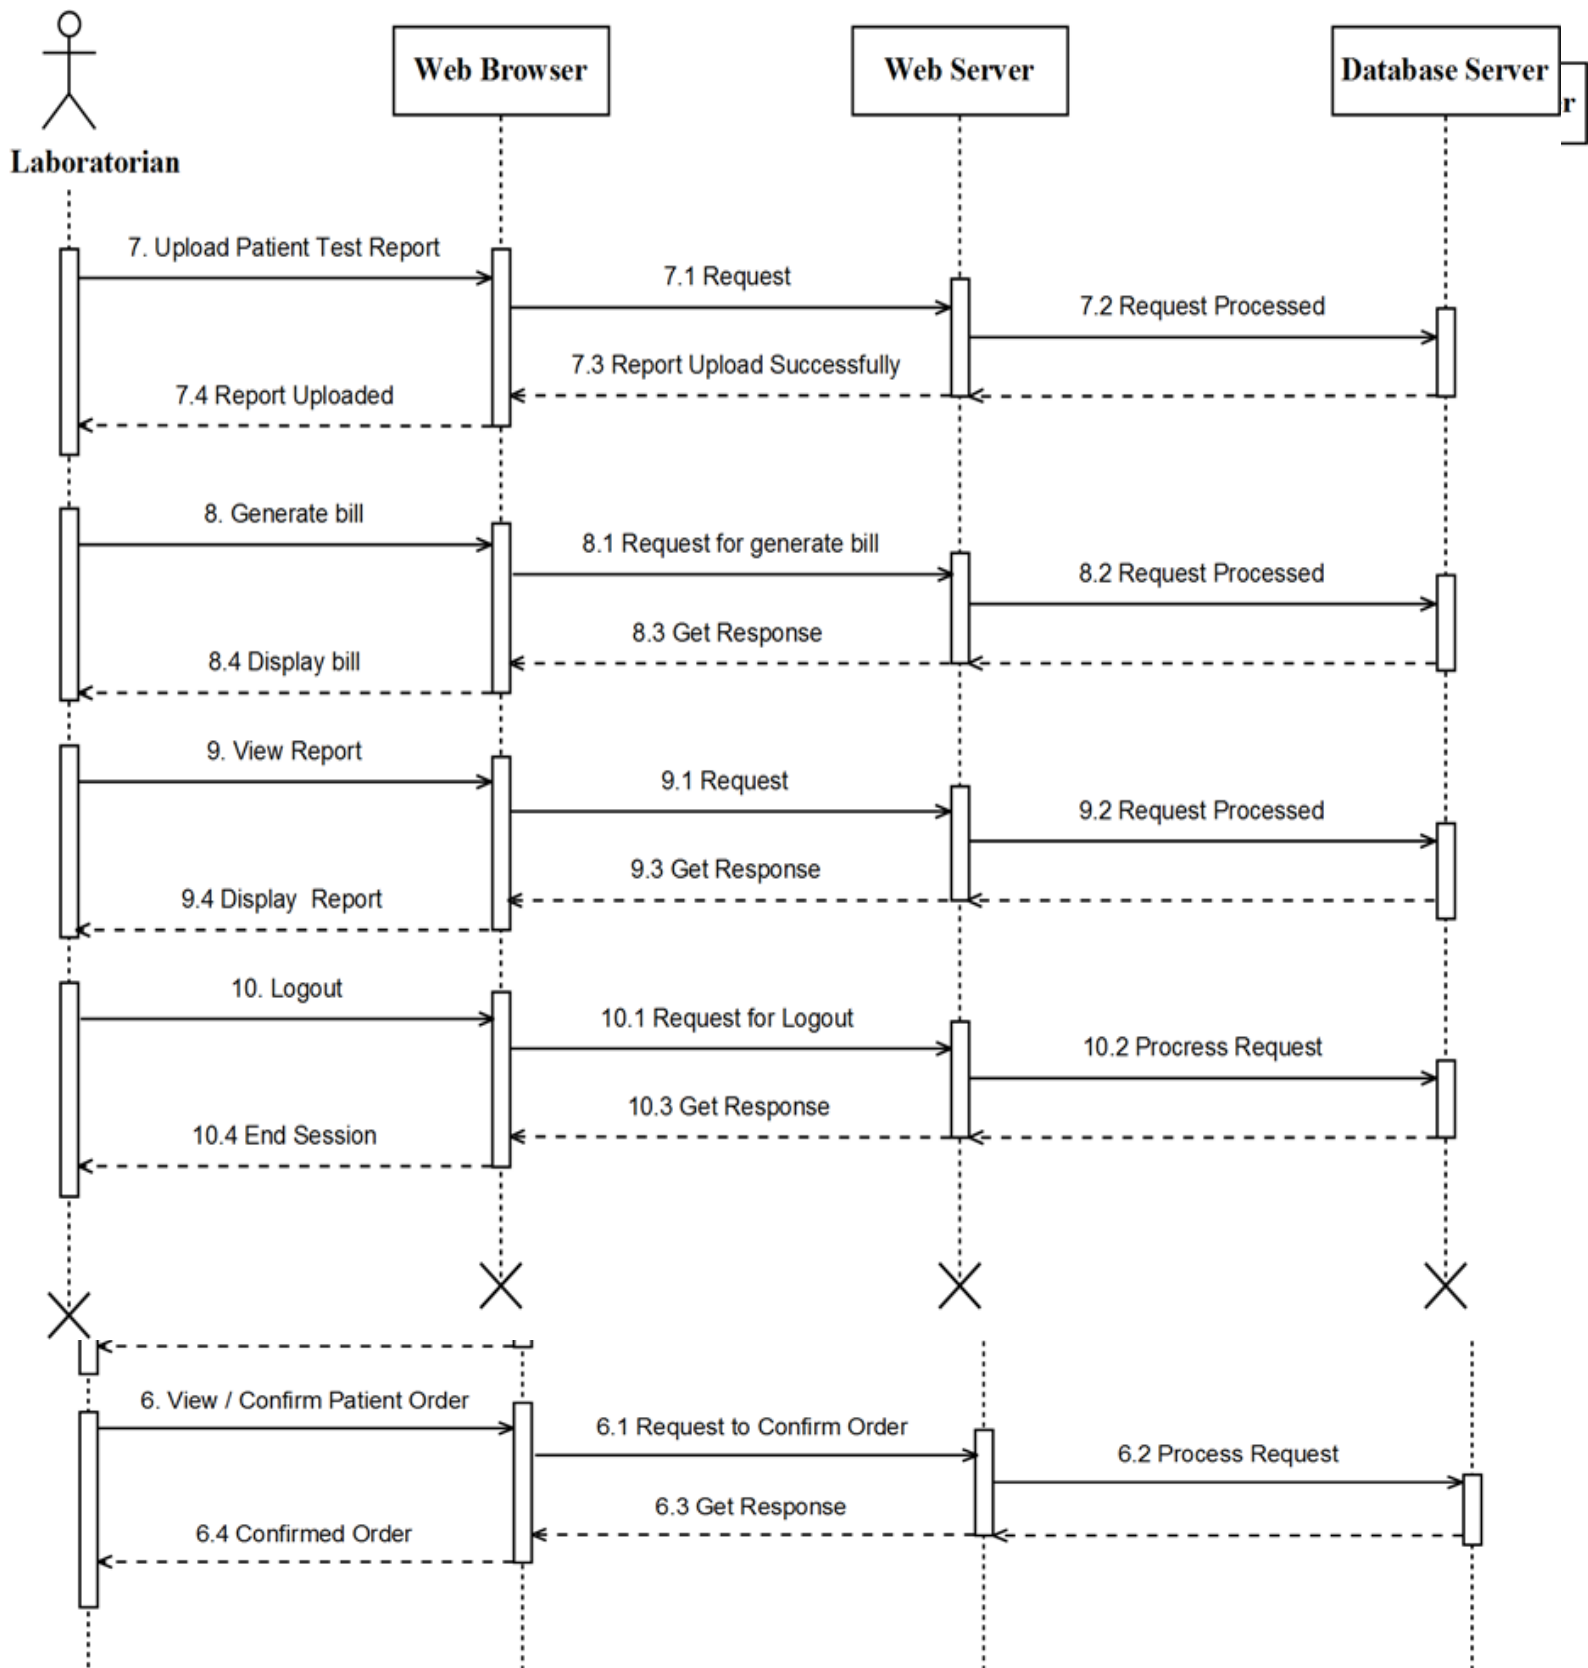 Web Browser
Web Server
Database Server
r
Laboratorian
7. Upload Patient Test Report
7.1 Request
7.2 Request Processed
7.3 Report Upload Successfully
7.4 Report Uploaded
8. Generate bill
8.1 Request for generate bill
8.2 Request Processed
8.3 Get Response
8.4 Display bill
9. View Report
9.1 Request
9.2 Request Processed
9.3 Get Response
9.4 Display  Report
10. Logout
10.1 Request for Logout
10.2 Procress Request
10.3 Get Response
10.4 End Session
6. View / Confirm Patient Order
6.1 Request to Confirm Order
6.2 Process Request
6.3 Get Response
6.4 Confirmed Order